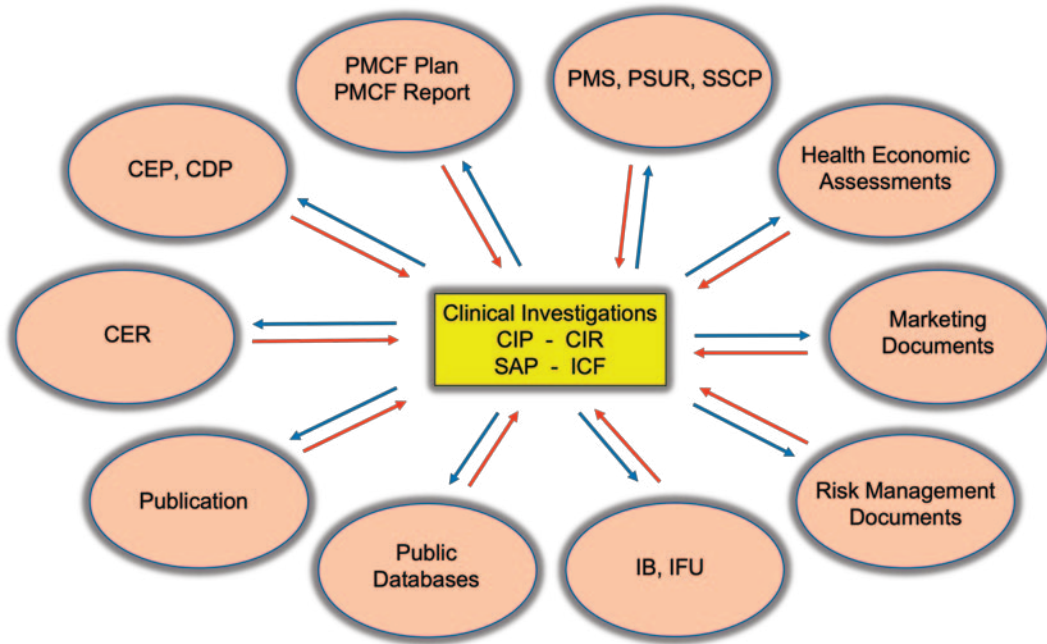 PMCF Plan
PMCF Report
PMS, PSUR, SSCP
CEP, CDP
Health Economic
Assessments
Clinical Investigations
CIP - CIR
SAP - ICF
CER
Marketing
Documents
Publication
Risk Management
Documents
Public
Databases
IB, IFU